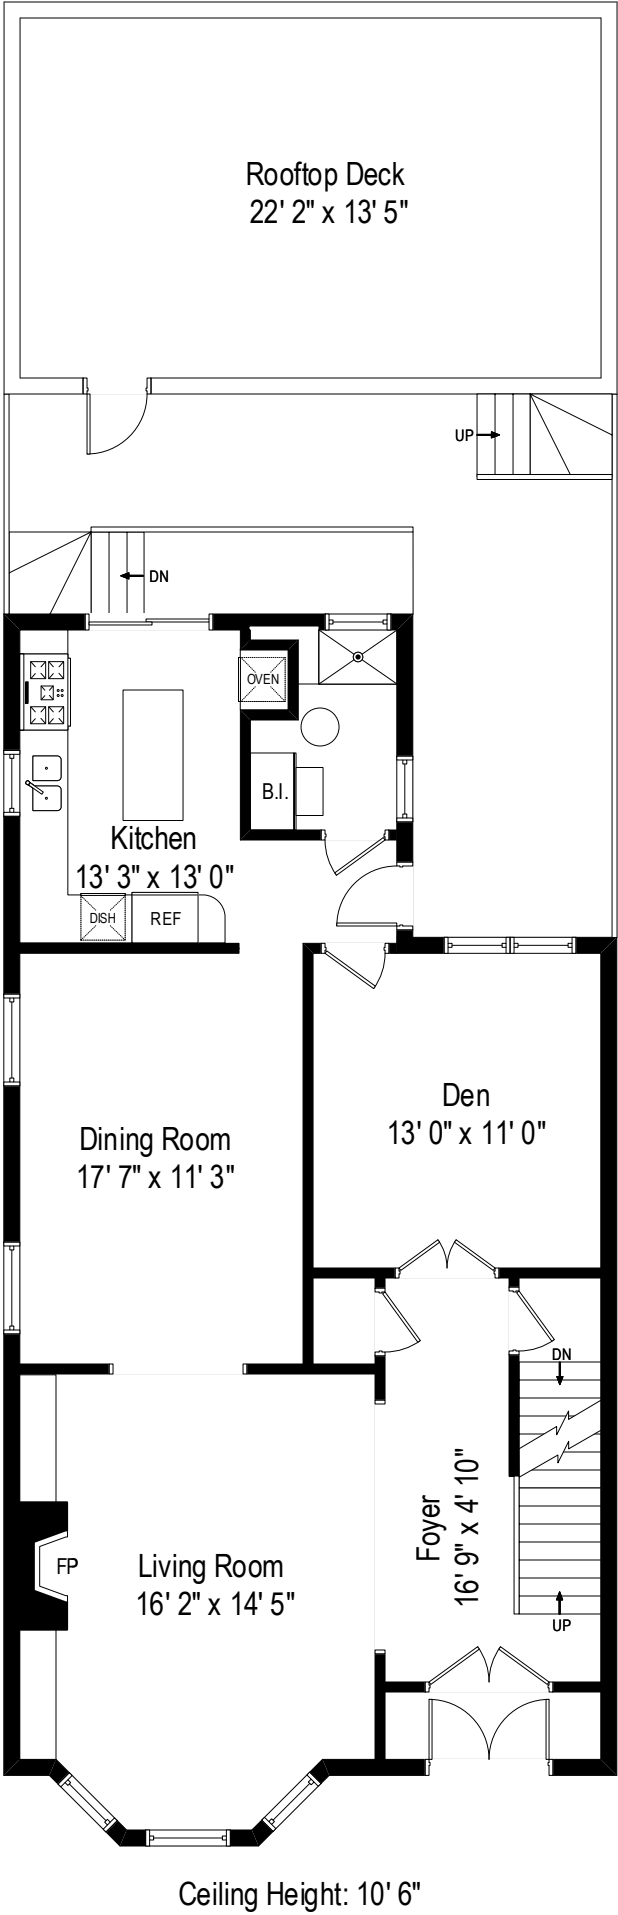 Rooftop Deck
22' 2" x 13' 5"
UP
DN
OVEN
B.I.
Kitchen
13' 3" x 13' 0"
DISH
REF
Den
13' 0" x 11' 0"
Dining Room
17' 7" x 11' 3"
DN
Foyer
16' 9" x 4' 10"
FP
Living Room
16' 2" x 14' 5"
UP
Ceiling Height: 10' 6"